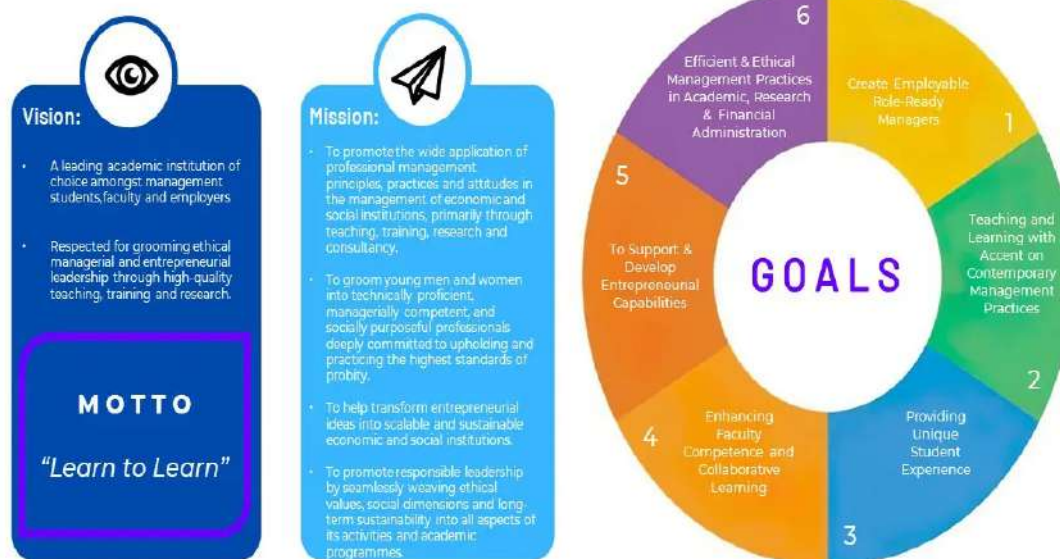 Vision:
• A leading academic institution of
choice amongst management
students,faculty and employers
• Respected for grooming ethical
managerial and entrepreneurial
leadership through high-quality
teaching, training and research.
MOTTO
“Learn to Learn”
Mission:
• To promote the wide application of
professional management
principles, practices and attitudes in
the management of economic and
social institutions, primarily through
teaching, training, research and
consultancy.
• To groom young men and women
into technically proficient,
managerially competent, and
socially purposeful professionals
deeply committed to upholding and
practicing the highest standards of
probity.
• To help transform entrepreneurial
ideas into scalable and sustainable
economic and social institutions.
• To promote responsible leadership
by seamlessly weaving ethical
values, social dimensions and long-
term sustainability into all aspects of
its activities and academic
programmes.
GOALS
1
Create Employable
Role-Ready
Managers
2
Teaching and
Learning with
Accent on
Contemporary
Management
Practices
3
Providing
Unique
Student
Experience
4
Enhancing
Faculty
Competence and
Collaborative
Learning
5
To Support &
Develop
Entrepreneurial
Capabilities
6
Efficient & Ethical
Management Practices
in Academic, Research
& Financial
Administration